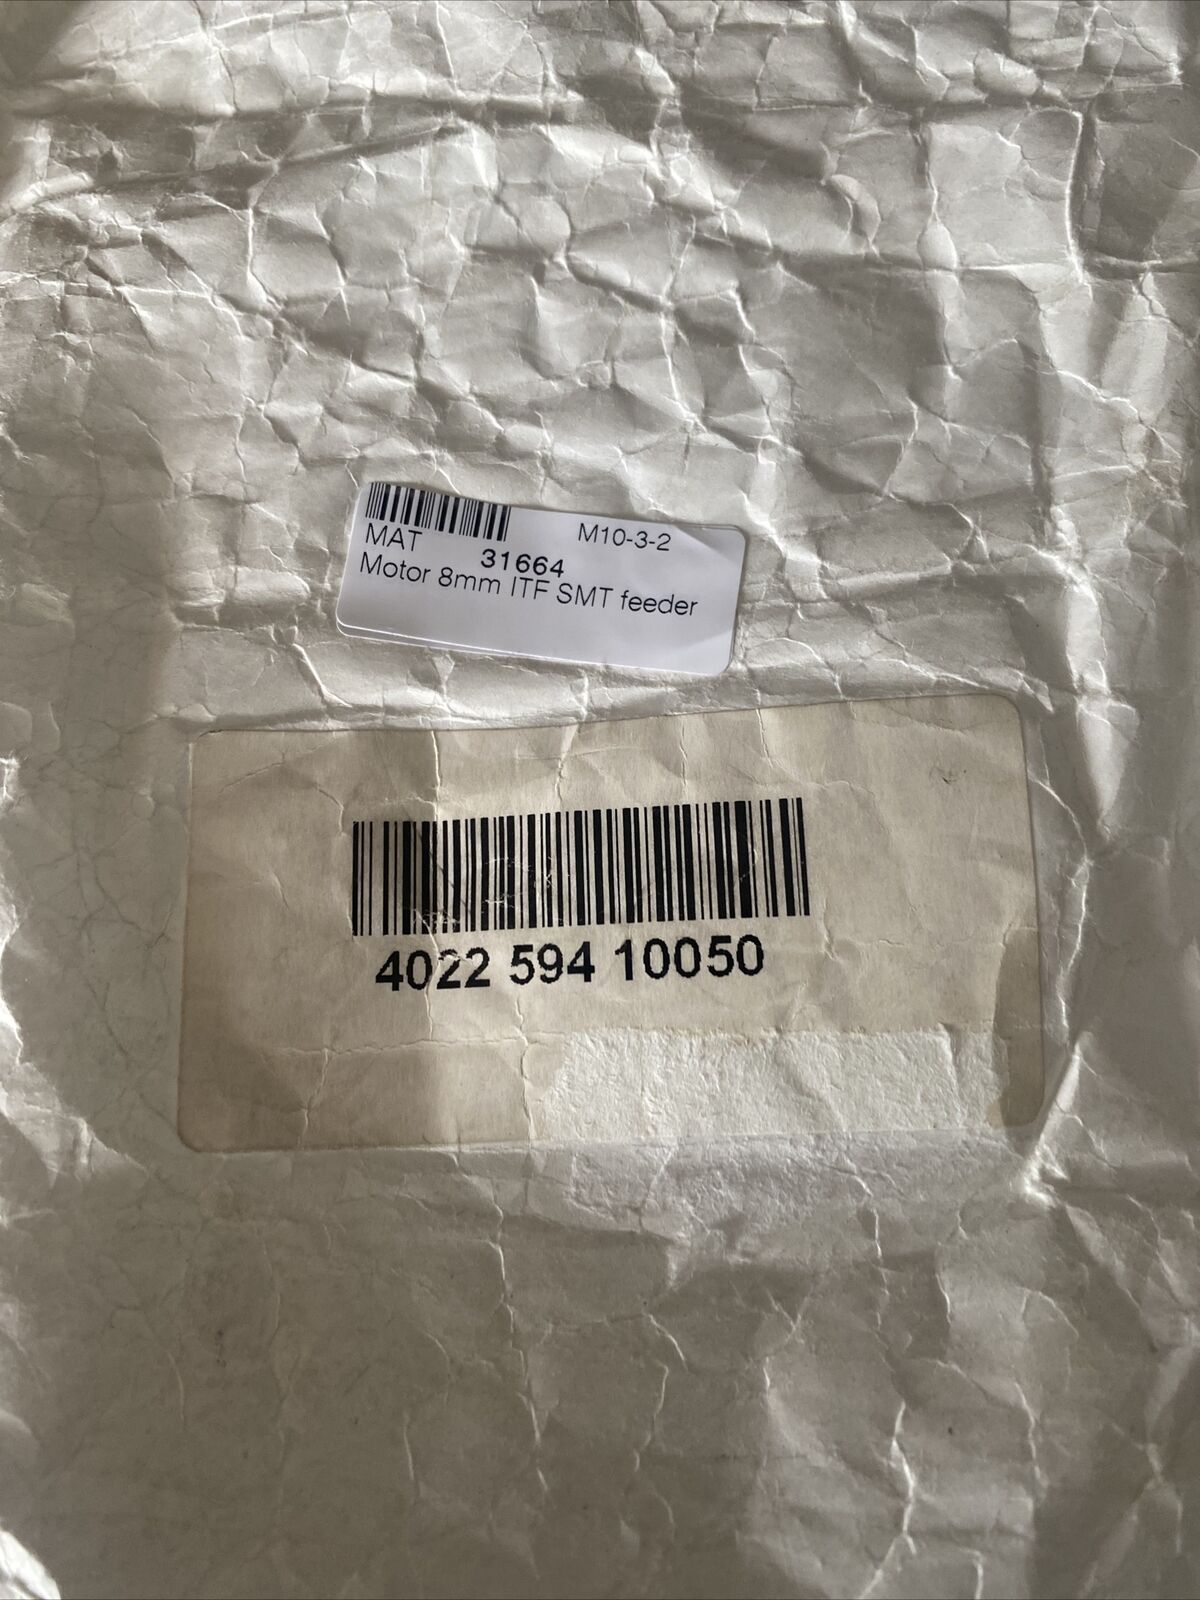 M10-3-2
MAT 31664
Motor 8mm ITF SMT feeder
4022 594 10050